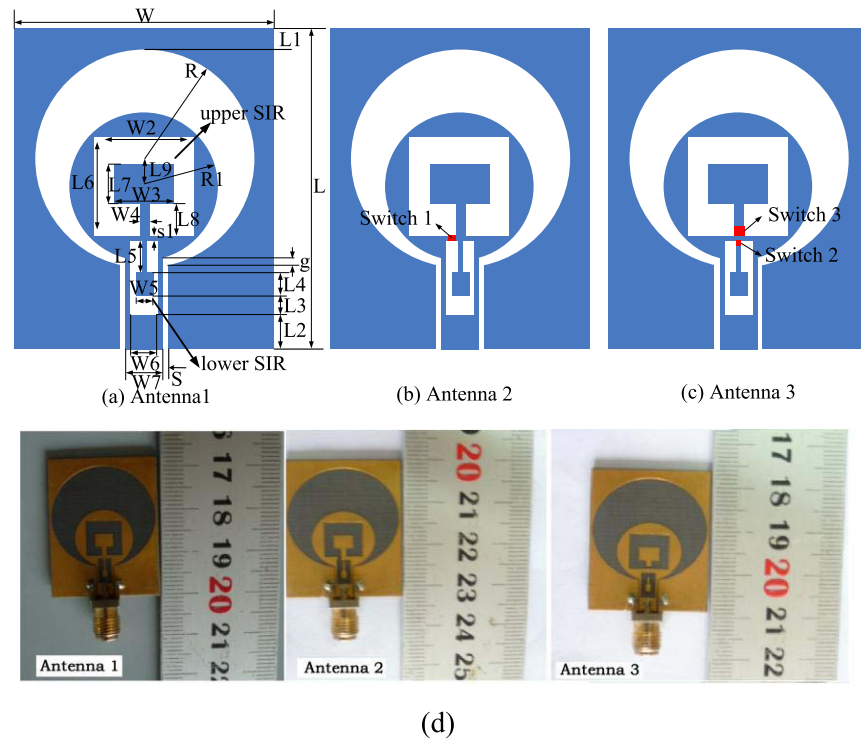 W
L1
R
upper SIR
W2
L9
L6
L7
R1
W3
L
W4
L8
s1
L5
g
L4
W5
L3
L2
lower SIR
W6
W7
S
(a) Antenna1
Switch 1
(b) Antenna 2
Switch 3
Switch 2
(c) Antenna 3
17
18
19
20
21
22
Antenna 1
20
21
22
23
24
25
Antenna 2
17
18
19
20
21
22
Antenna 3
(d)